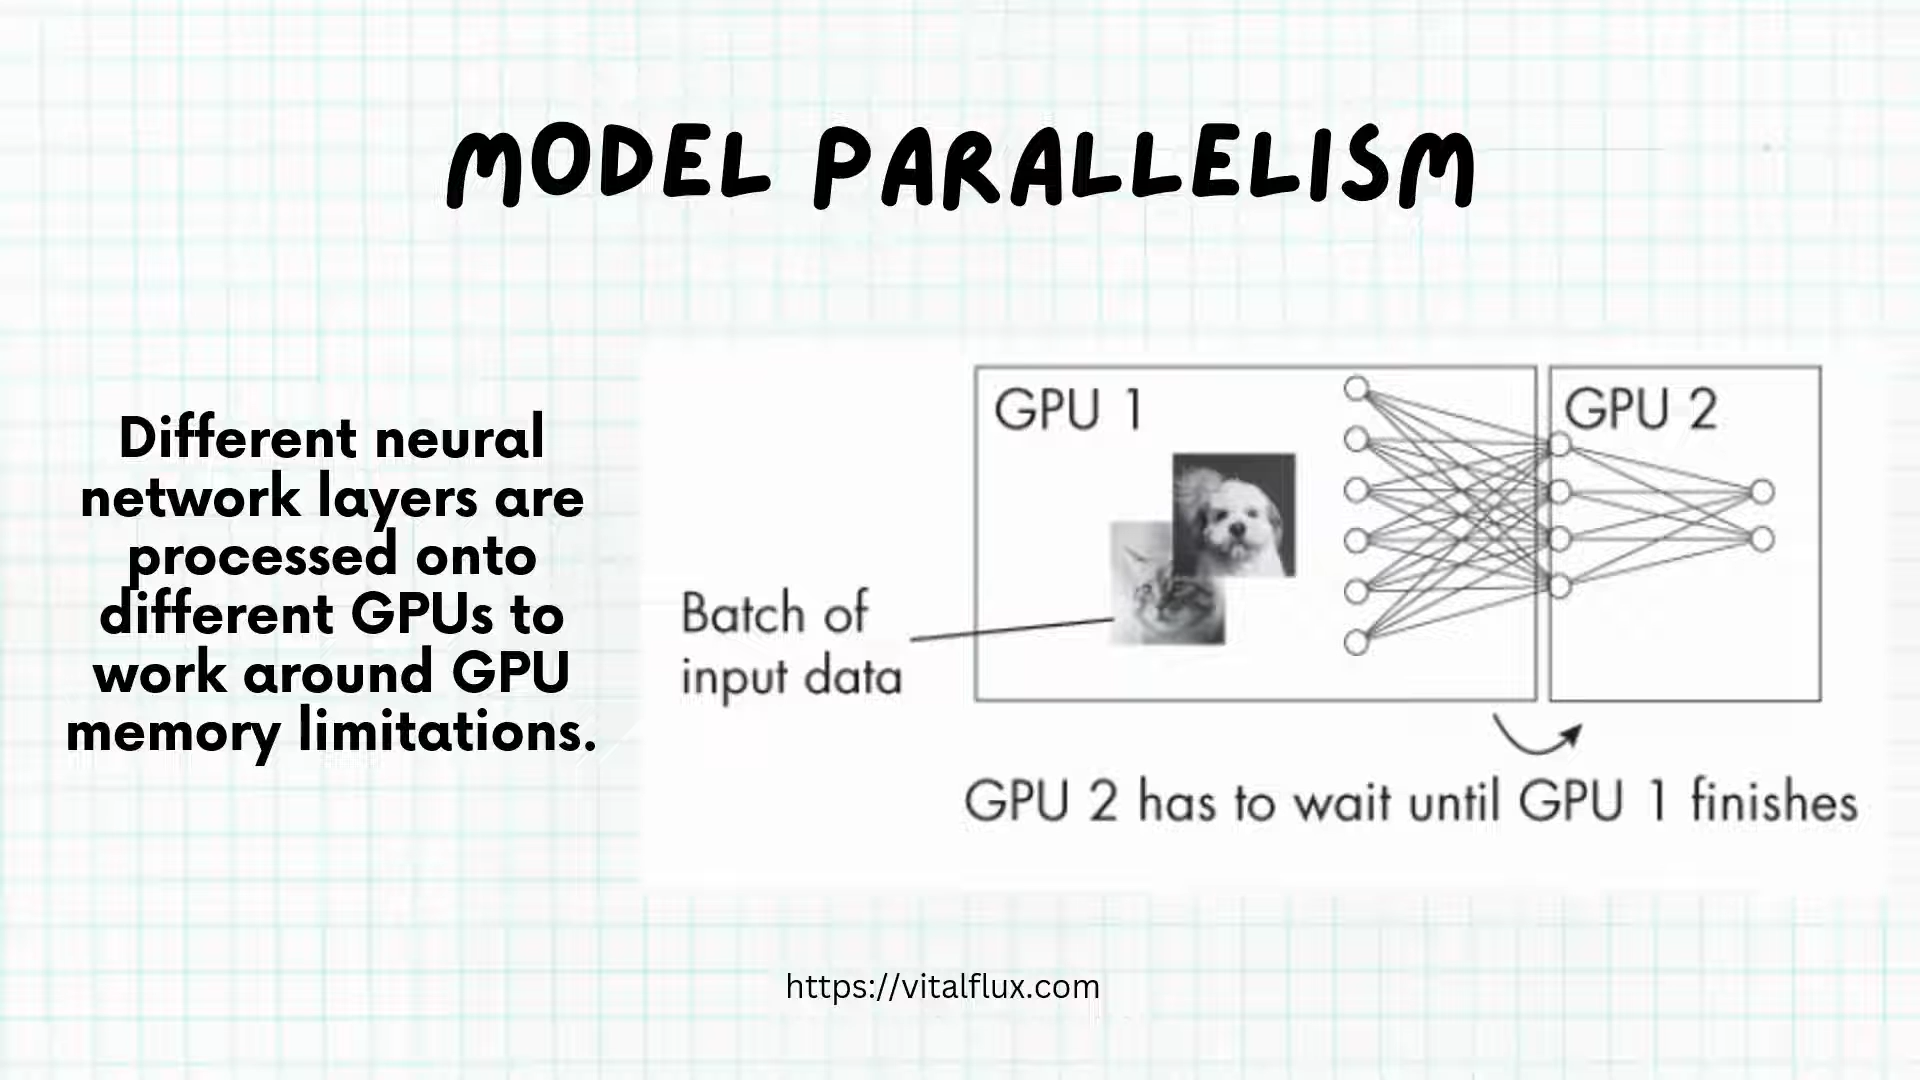 MODEL PARALLELISM
Different neural
network layers are
processed onto
different GPUs to
work around GPU
memory limitations.
GPU 1
GPU 2
Batch of
input data
GPU 2 has to wait until GPU 1 finishes
https://vitalflux.com